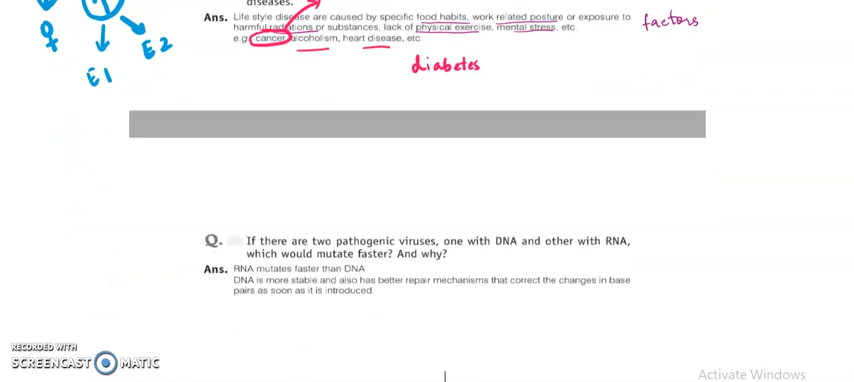 diseases.
Ans. Life style disease are caused by specific food habits, work related posture or exposure to
harmful radiations or substances, lack of physical exercise, mental stress, etc.
e.g. cancer, alcoholism, heart disease, etc.
factors
♀
E1
E2
diabetes
Q. If there are two pathogenic viruses, one with DNA and other with RNA,
which would mutate faster? And why?
Ans. RNA mutates faster than DNA.
DNA is more stable and also has better repair mechanisms that correct the changes in base
pairs as soon as it is introduced.
RECORDED WITH
SCREENCAST MATIC
Activate Windows